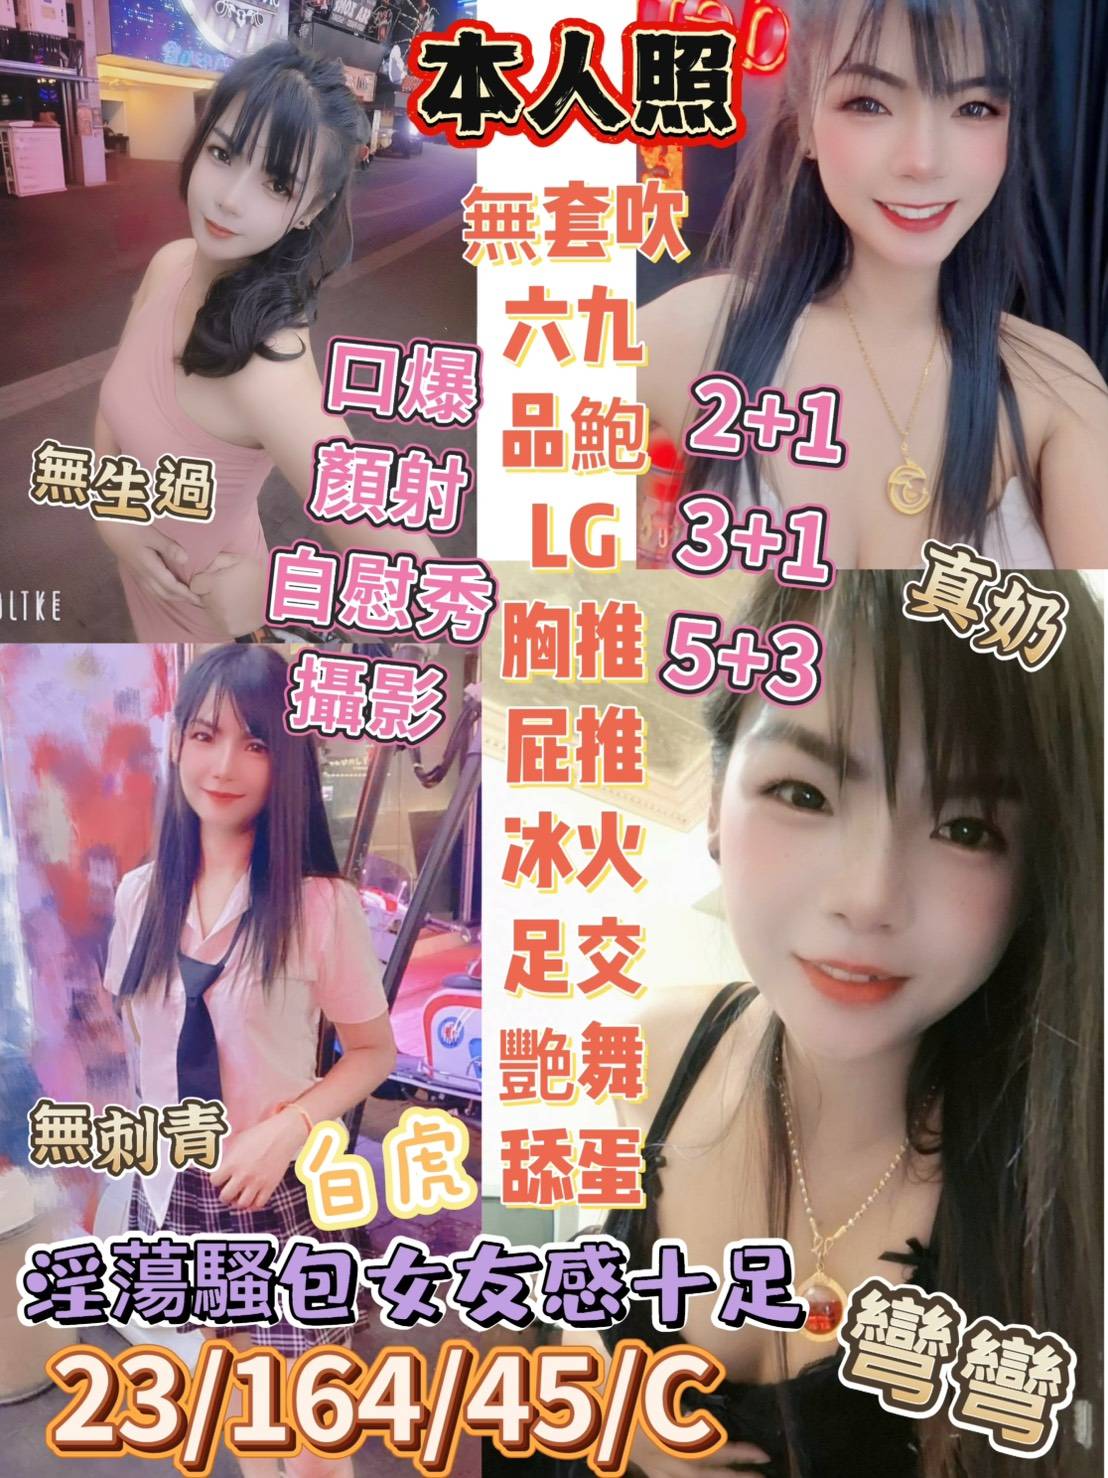 本人照
無套吹
六九
品鮑
LG
胸推
屁推
冰火
足交
艷舞
舔蛋
口爆
顏射
自慰秀
攝影
2+1
3+1
5+3
無生過
真奶
無刺青
白虎
淫蕩騷包女友感十足
23/164/45/C
彎彎